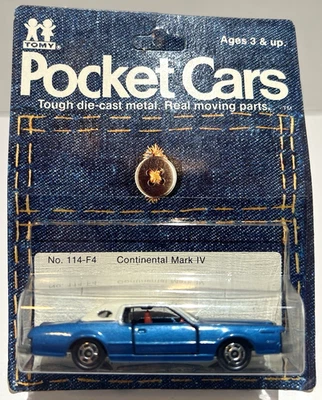 TOMY
Ages 3 & up.
Pocket Cars
Tough die-cast metal. Real moving parts.
TM
No. 114-F4 Continental Mark IV